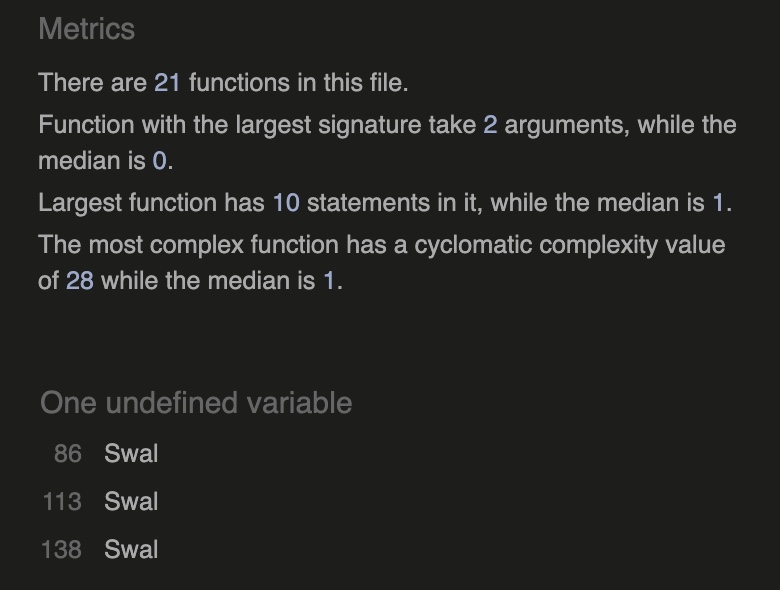 Metrics
There are 21 functions in this file.
Function with the largest signature take 2 arguments, while the
median is 0.
Largest function has 10 statements in it, while the median is 1.
The most complex function has a cyclomatic complexity value
of 28 while the median is 1.
One undefined variable
86 Swal
113 Swal
138 Swal